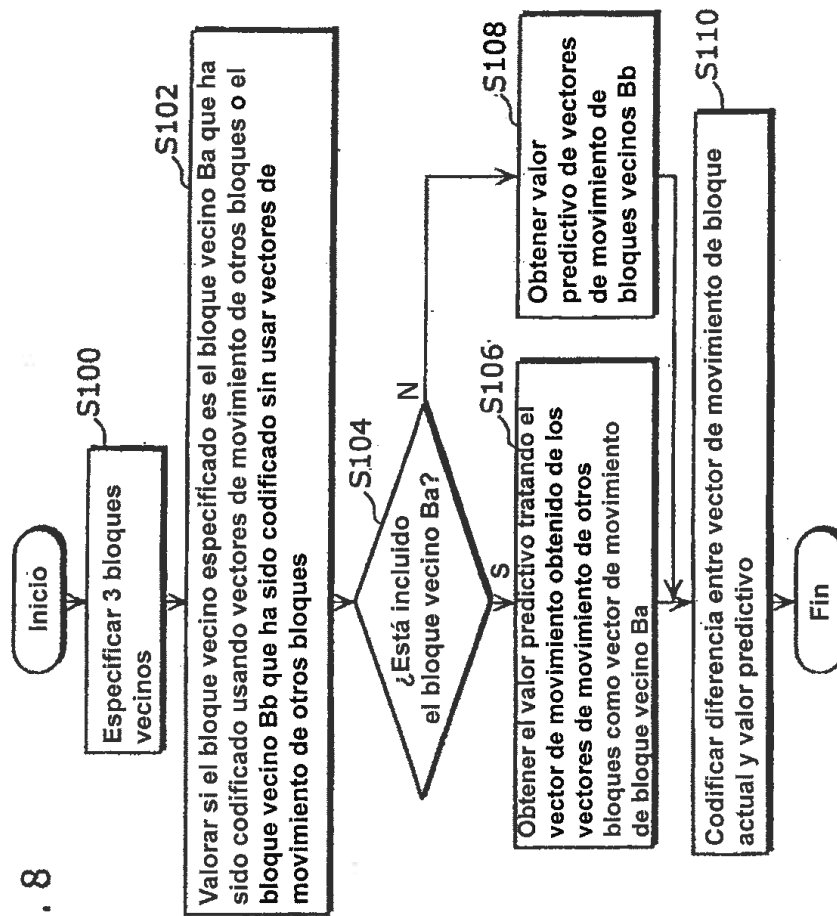 . 8
Inicio
S100
Especificar 3 bloques
vecinos
S102
Valorar si el bloque vecino especificado es el bloque vecino Ba que ha
sido codificado usando vectores de movimiento de otros bloques o el
bloque vecino Bb que ha sido codificado sin usar vectores de
movimiento de otros bloques
S104
¿Está incluido
el bloque vecino Ba?
N
S
S106
Obtener el valor predictivo tratando el
vector de movimiento obtenido de los
vectores de movimiento de otros
bloques como vector de movimiento
de bloque vecino Ba
S108
Obtener valor
predictivo de vectores
de movimiento de
bloques vecinos Bb
S110
Codificar diferencia entre vector de movimiento de bloque
actual y valor predictivo
Fin